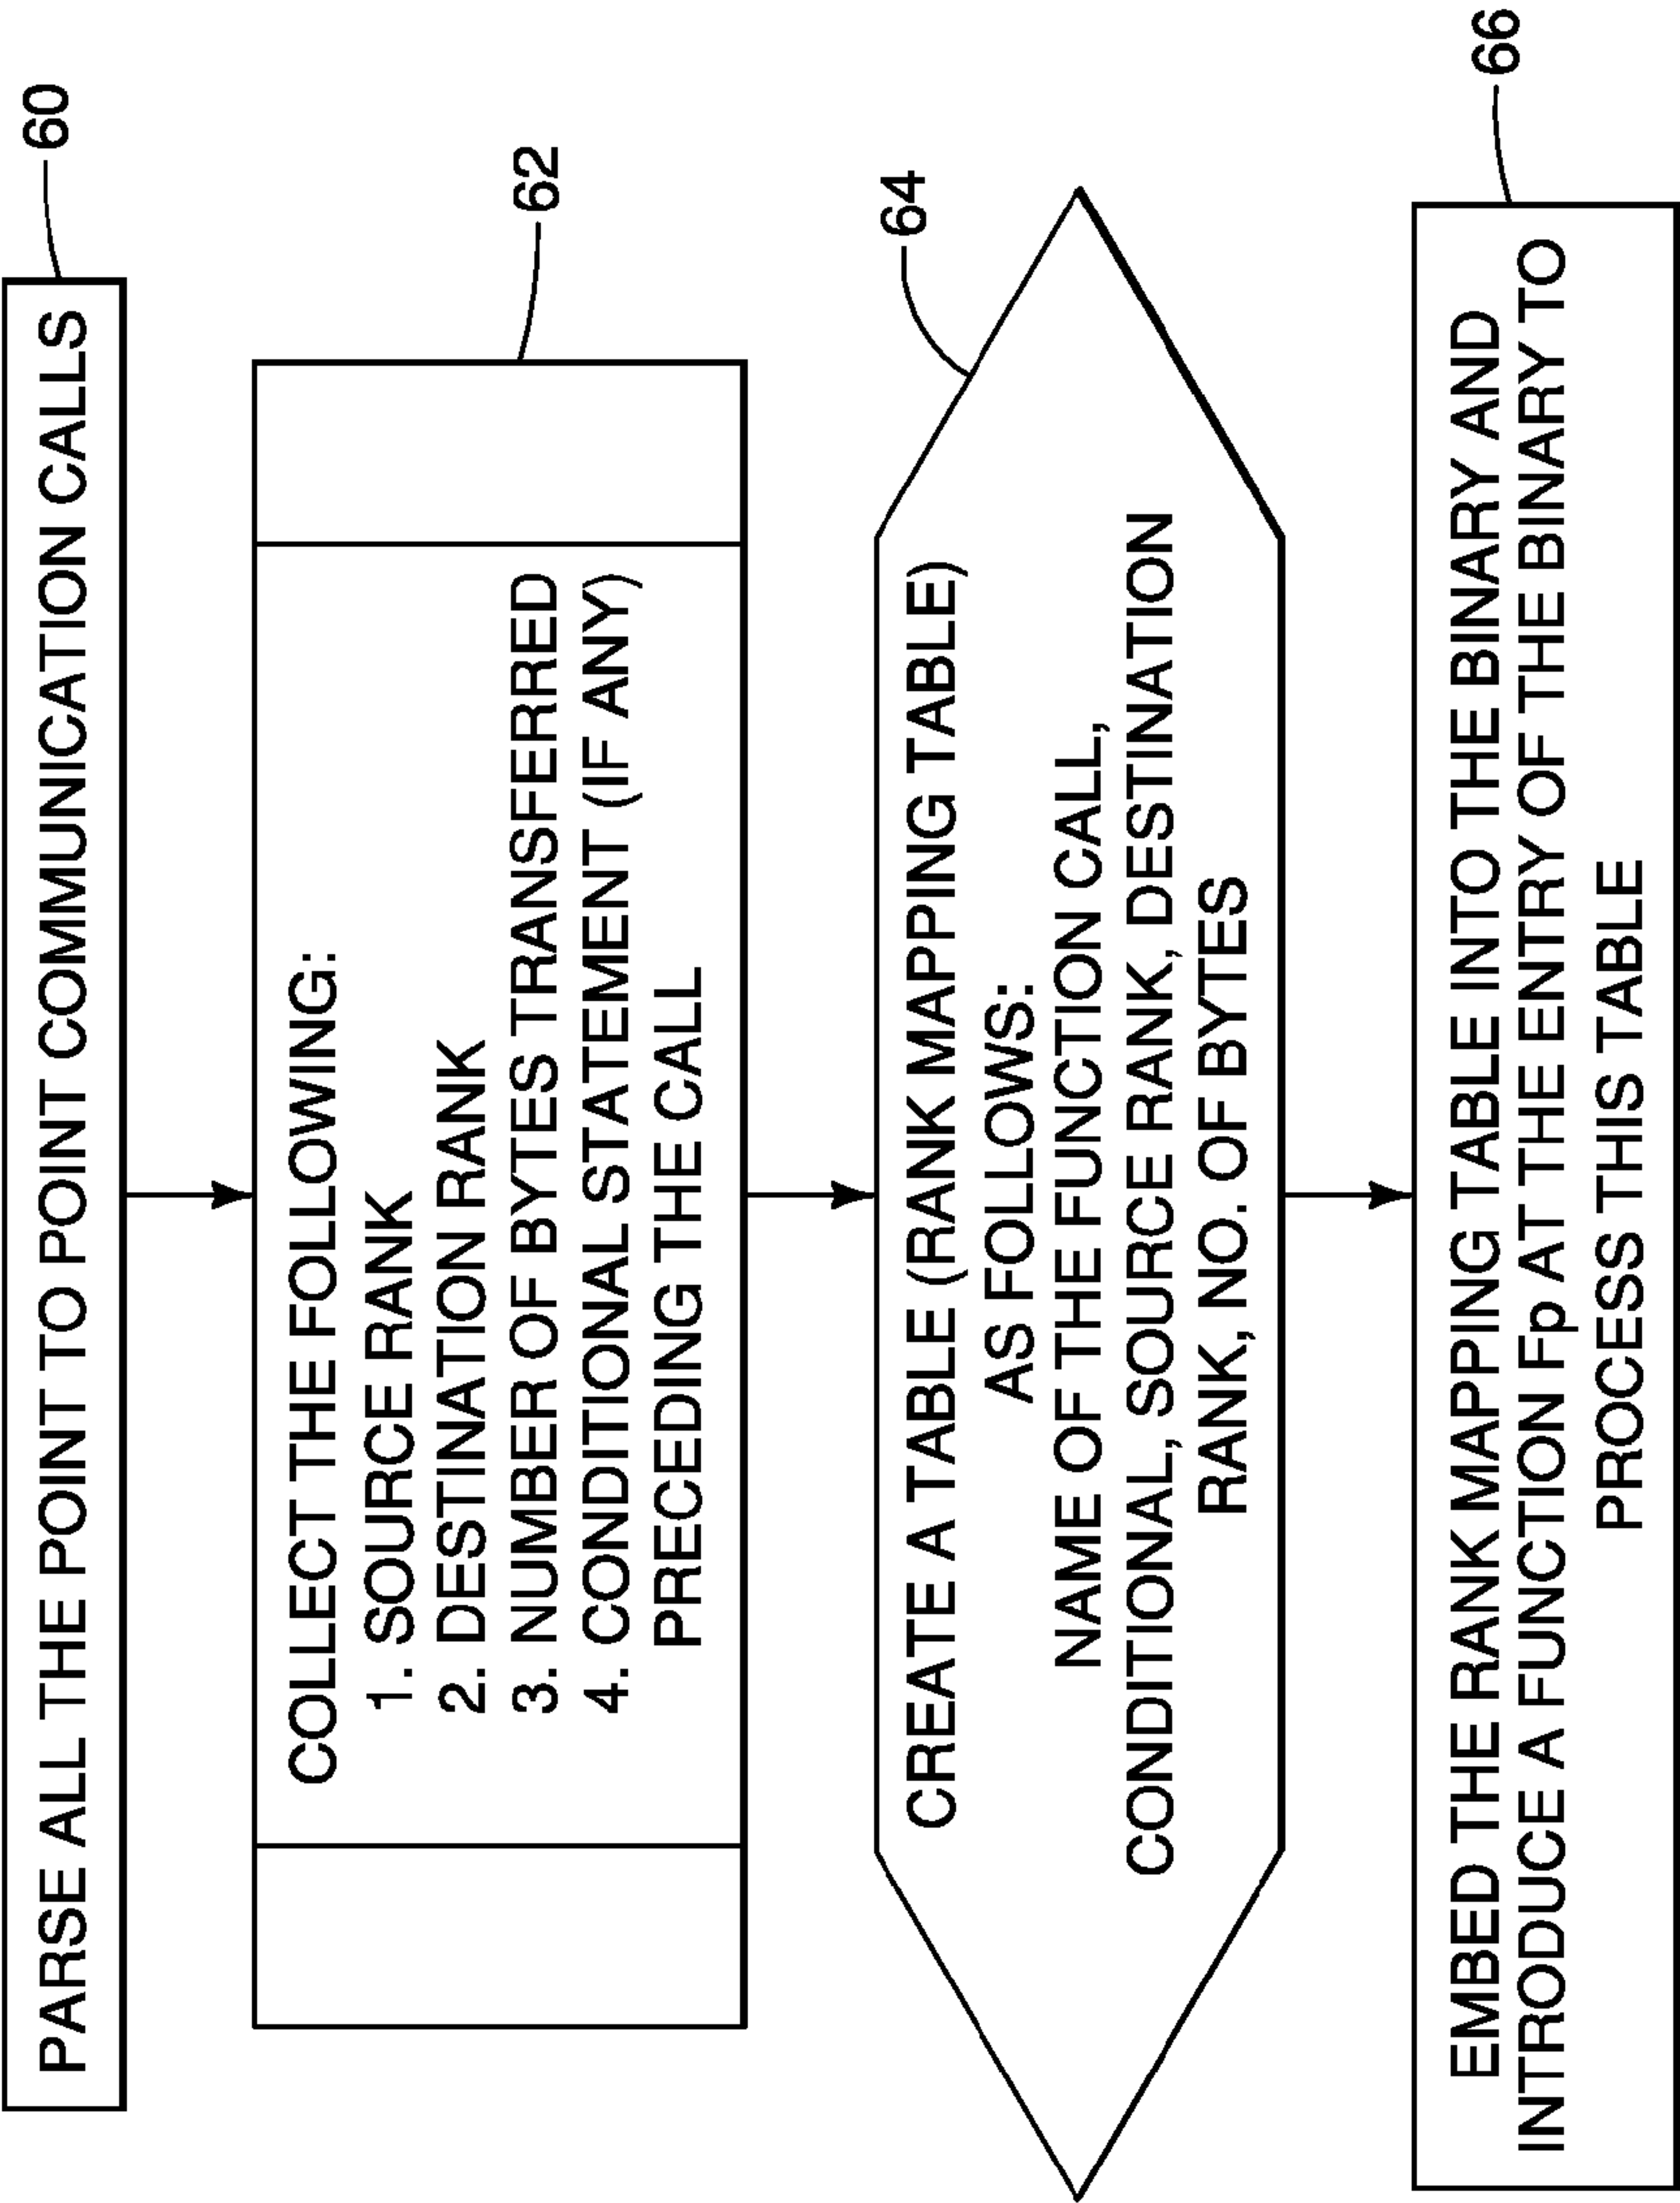 PARSE ALL THE POINT TO POINT COMMUNICATION CALLS
60
COLLECT THE FOLLOWING:
1. SOURCE RANK
2. DESTINATION RANK
3. NUMBER OF BYTES TRANSFERRED
4. CONDITIONAL STATEMENT (IF ANY)
PRECEDING THE CALL
62
CREATE A TABLE (RANK MAPPING TABLE)
AS FOLLOWS:
NAME OF THE FUNCTION CALL,
CONDITIONAL, SOURCE RANK, DESTINATION
RANK, NO. OF BYTES
64
EMBED THE RANK MAPPING TABLE INTO THE BINARY AND
INTRODUCE A FUNCTION Fp AT THE ENTRY OF THE BINARY TO
PROCESS THIS TABLE
66